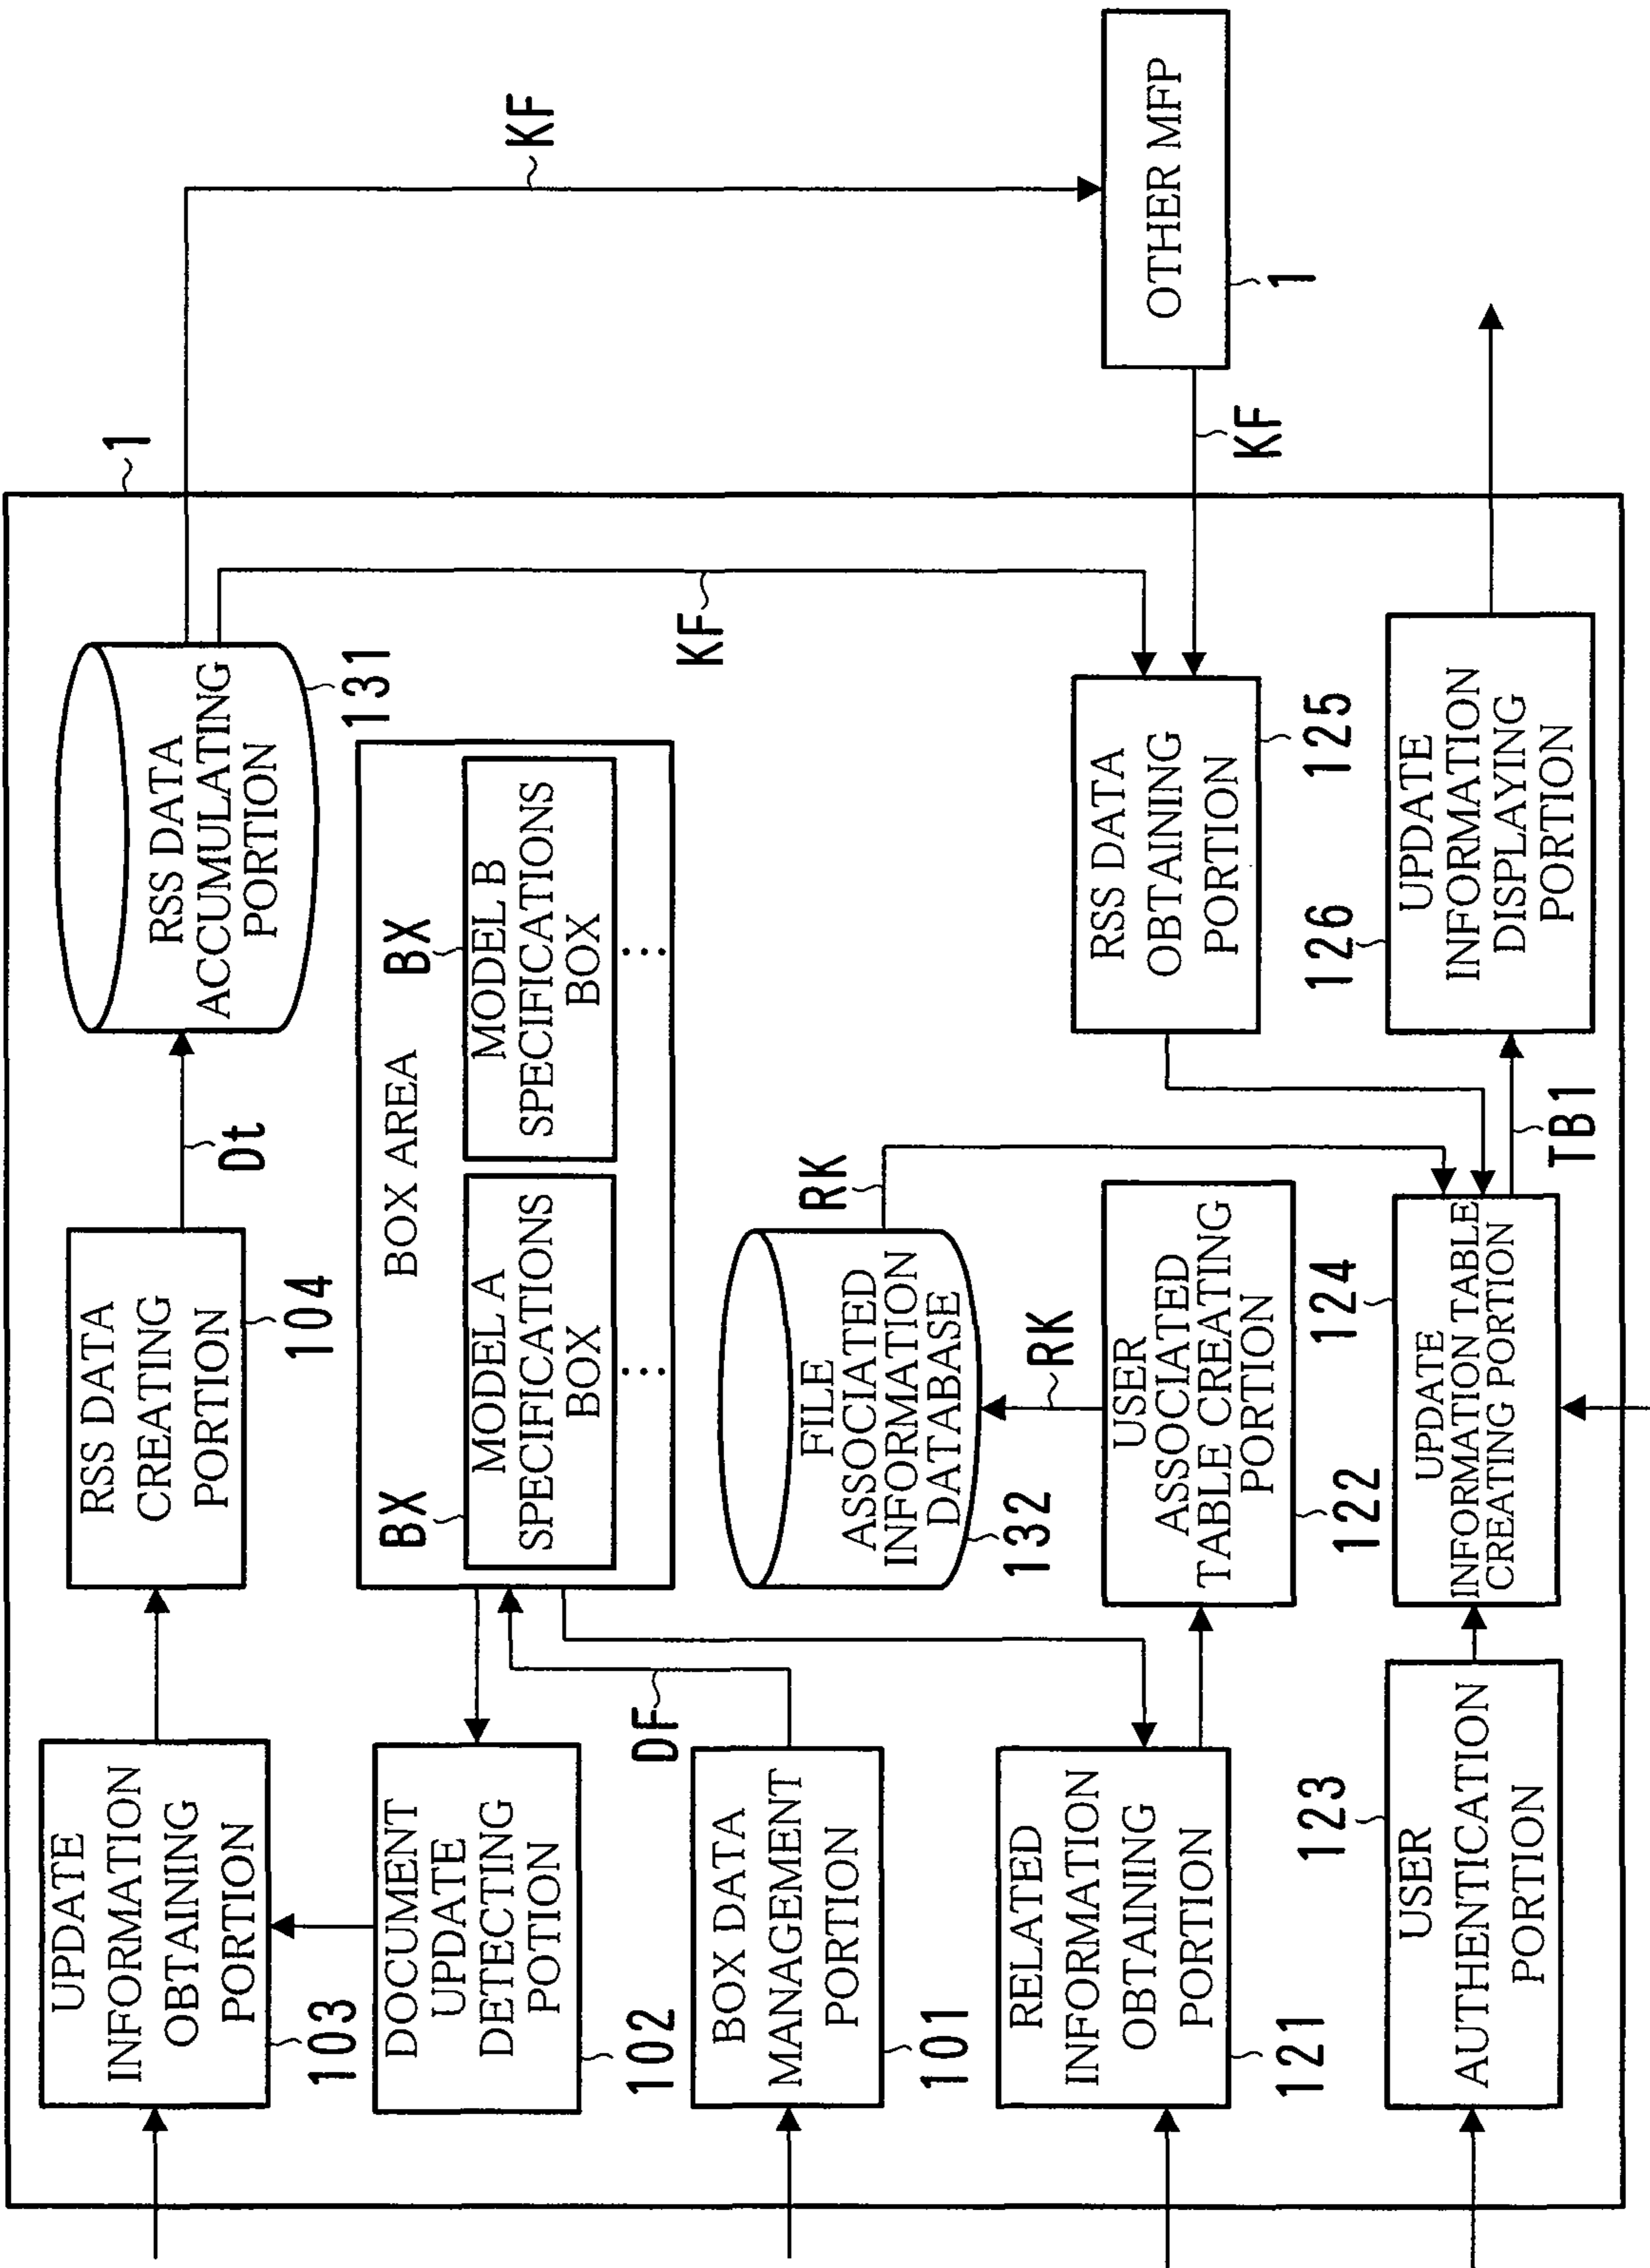 1
UPDATE
INFORMATION
OBTAINING
PORTION
103
RSS DATA
CREATING
PORTION
104
Dt
RSS DATA
ACCUMULATING
PORTION
131
KF
DOCUMENT
UPDATE
DETECTING
POTION
102
BOX AREA
BX
MODEL A
SPECIFICATIONS
BOX
...
BX
MODEL B
SPECIFICATIONS
BOX
...
KF
DF
BOX DATA
MANAGEMENT
PORTION
101
FILE
ASSOCIATED
INFORMATION
DATABASE
132
RK
RK
RELATED
INFORMATION
OBTAINING
PORTION
121
USER
ASSOCIATED
TABLE CREATING
PORTION
122
RSS DATA
OBTAINING
PORTION
125
KF
OTHER MFP
1
USER
AUTHENTICATION
PORTION
123
UPDATE
INFORMATION TABLE
CREATING PORTION
124
TB1
UPDATE
INFORMATION
DISPLAYING
PORTION
126